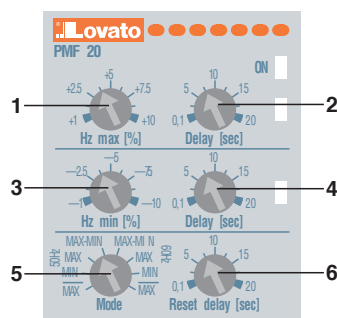 Lovato
PMF 20
ON
+5 10
+2.5 +7.5 5 15
1 2
+1 +10 0,1 20
Hz max [%] Delay [sec]
—5 10
—2.5 —7.5 5 15
3 4
—1 —10 0,1 20
Hz min [%] Delay [sec]
MAX-MIN MAX-MI N 10
50Hz MAX MAX 60Hz 5 15
5 6
MIN MIN
MAX MAX 0,1 20
Mode Reset delay [sec]